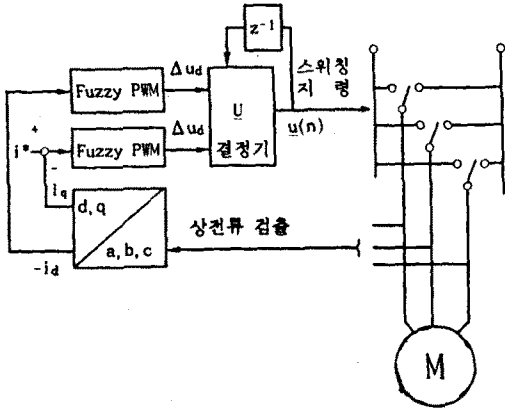 z⁻¹
스위칭
지 령
Fuzzy PWM
Δu_d
U
결정기
u(n)
Fuzzy PWM
Δu_d
i*
+
-
i_q
d, q
a, b, c
-i_d
상전류 검출
M